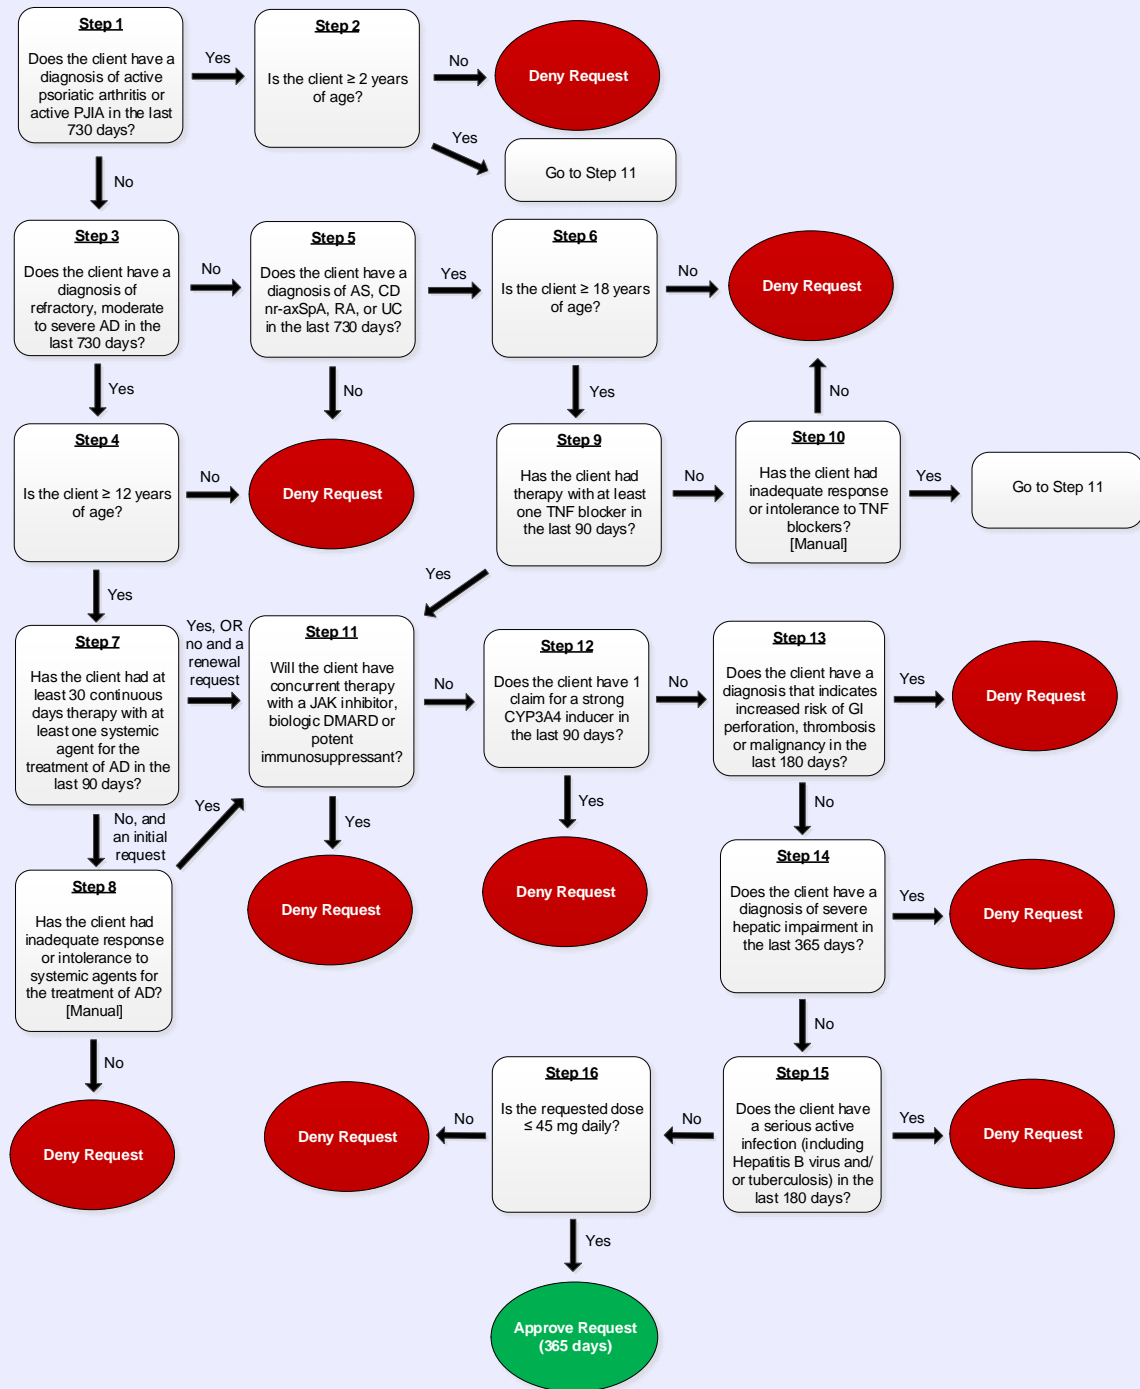 Step 1
Does the client have a
diagnosis of active
psoriatic arthritis or
active PJIA in the last
730 days?
Yes
Step 2
Is the client ≥ 2 years
of age?
No
Deny Request
Yes
Go to Step 11
No
Step 3
Does the client have a
diagnosis of
refractory, moderate
to severe AD in the
last 730 days?
No
Step 5
Does the client have a
diagnosis of AS, CD
nr-axSpA, RA, or UC
in the last 730 days?
Yes
Step 6
Is the client ≥ 18 years
of age?
No
Deny Request
Yes
No
Yes
No
Step 4
Is the client ≥ 12 years
of age?
No
Deny Request
Step 9
Has the client had
therapy with at least
one TNF blocker in
the last 90 days?
No
Step 10
Has the client had
inadequate response
or intolerance to TNF
blockers?
[Manual]
Yes
Go to Step 11
Yes
Yes
Step 7
Has the client had at
least 30 continuous
days therapy with at
least one systemic
agent for the
treatment of AD in the
last 90 days?
Yes, OR
no and a
renewal
request
Step 11
Will the client have
concurrent therapy
with a JAK inhibitor,
biologic DMARD or
potent
immunosuppressant?
No
Step 12
Does the client have 1
claim for a strong
CYP3A4 inducer in
the last 90 days?
No
Step 13
Does the client have a
diagnosis that indicates
increased risk of GI
perforation, thrombosis
or malignancy in the
last 180 days?
Yes
Deny Request
No, and
an initial
request
Yes
Yes
Yes
No
Step 8
Has the client had
inadequate response
or intolerance to
systemic agents for
the treatment of AD?
[Manual]
Deny Request
Deny Request
Step 14
Does the client have a
diagnosis of severe
hepatic impairment in
the last 365 days?
Yes
Deny Request
No
No
Deny Request
Deny Request
No
Step 16
Is the requested dose
≤ 45 mg daily?
No
Step 15
Does the client have
a serious active
infection (including
Hepatitis B virus and/
or tuberculosis) in the
last 180 days?
Yes
Deny Request
Yes
Approve Request
(365 days)